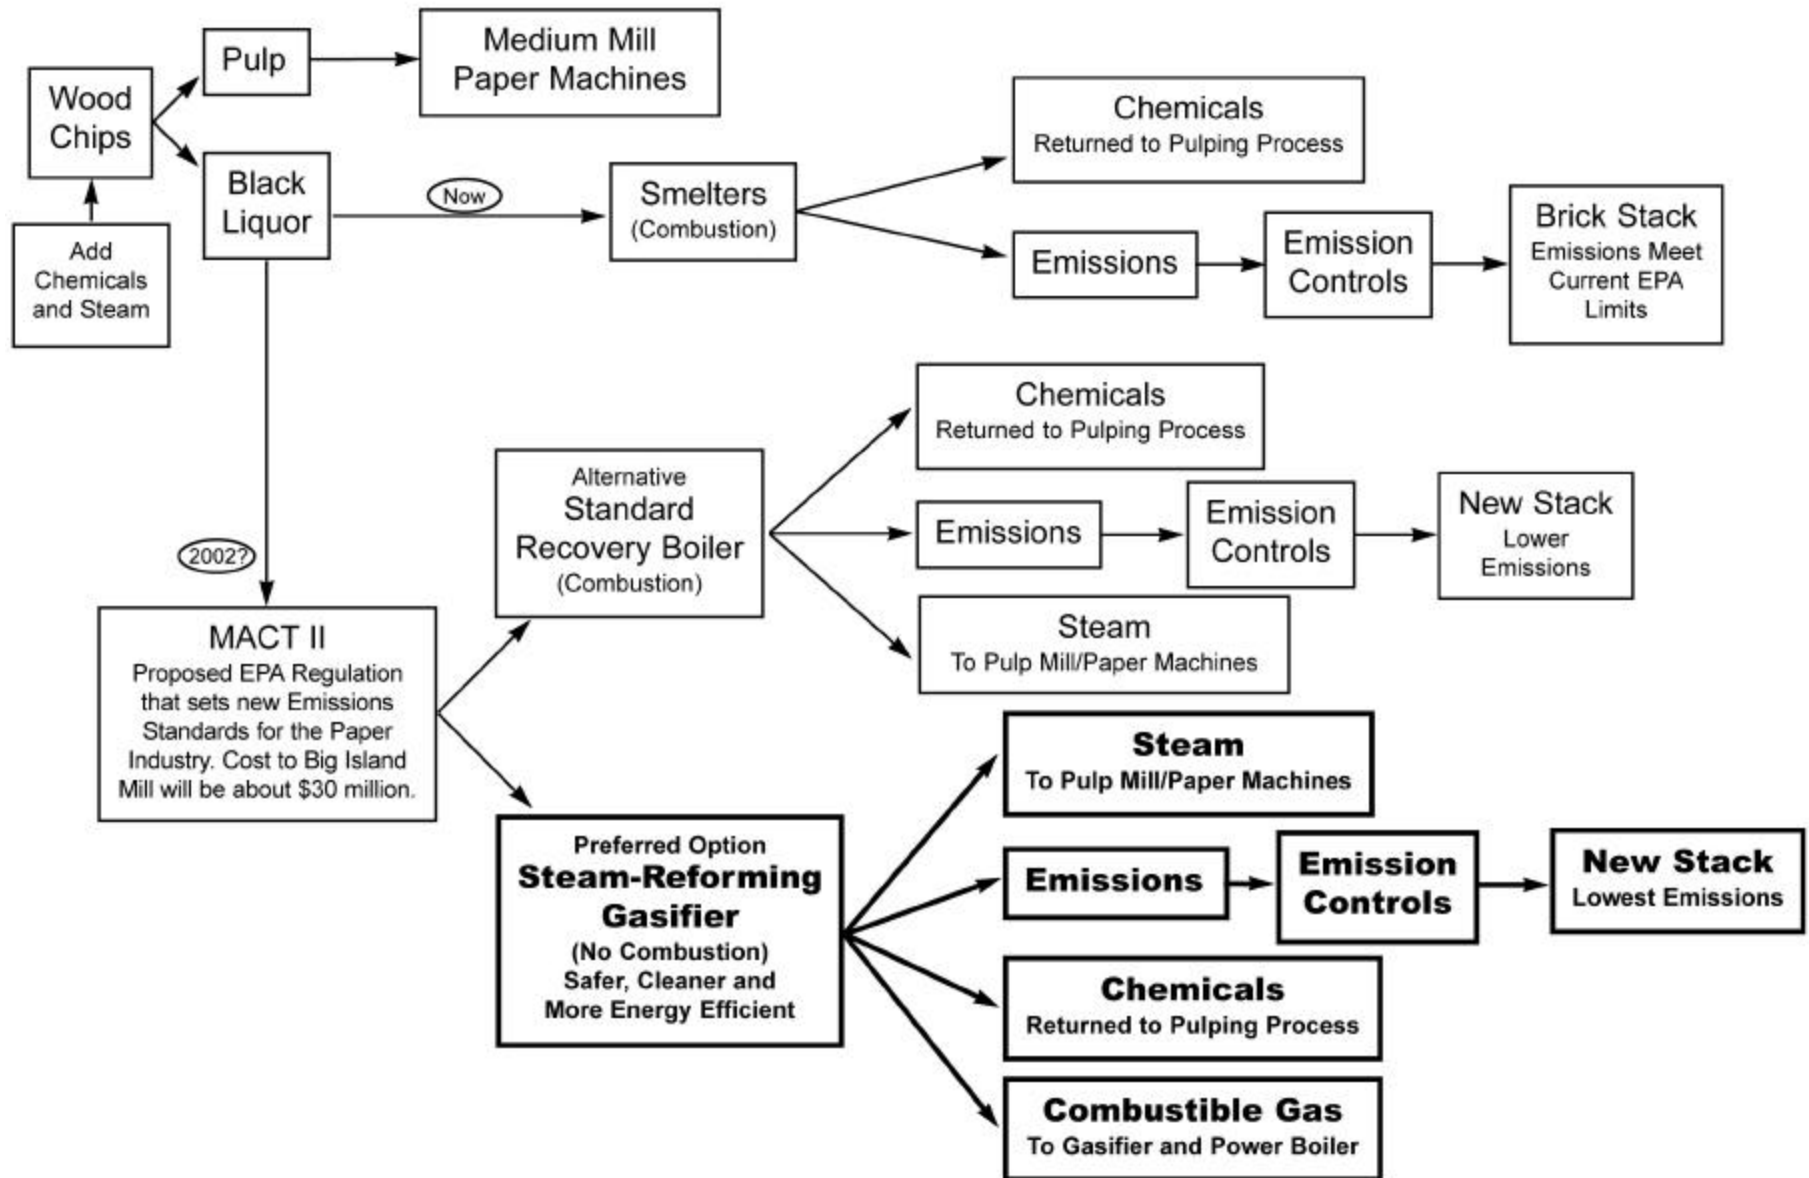 Wood
Chips
Add
Chemicals
and Steam
Pulp
Medium Mill
Paper Machines
Black
Liquor
Now
Smelters
(Combustion)
Chemicals
Returned to Pulping Process
Emissions
Emission
Controls
Brick Stack
Emissions Meet
Current EPA
Limits
2002?
MACT II
Proposed EPA Regulation
that sets new Emissions
Standards for the Paper
Industry. Cost to Big Island
Mill will be about $30 million.
Alternative
Standard
Recovery Boiler
(Combustion)
Chemicals
Returned to Pulping Process
Emissions
Emission
Controls
New Stack
Lower
Emissions
Steam
To Pulp Mill/Paper Machines
Preferred Option
Steam-Reforming
Gasifier
(No Combustion)
Safer, Cleaner and
More Energy Efficient
Steam
To Pulp Mill/Paper Machines
Emissions
Emission
Controls
New Stack
Lowest Emissions
Chemicals
Returned to Pulping Process
Combustible Gas
To Gasifier and Power Boiler